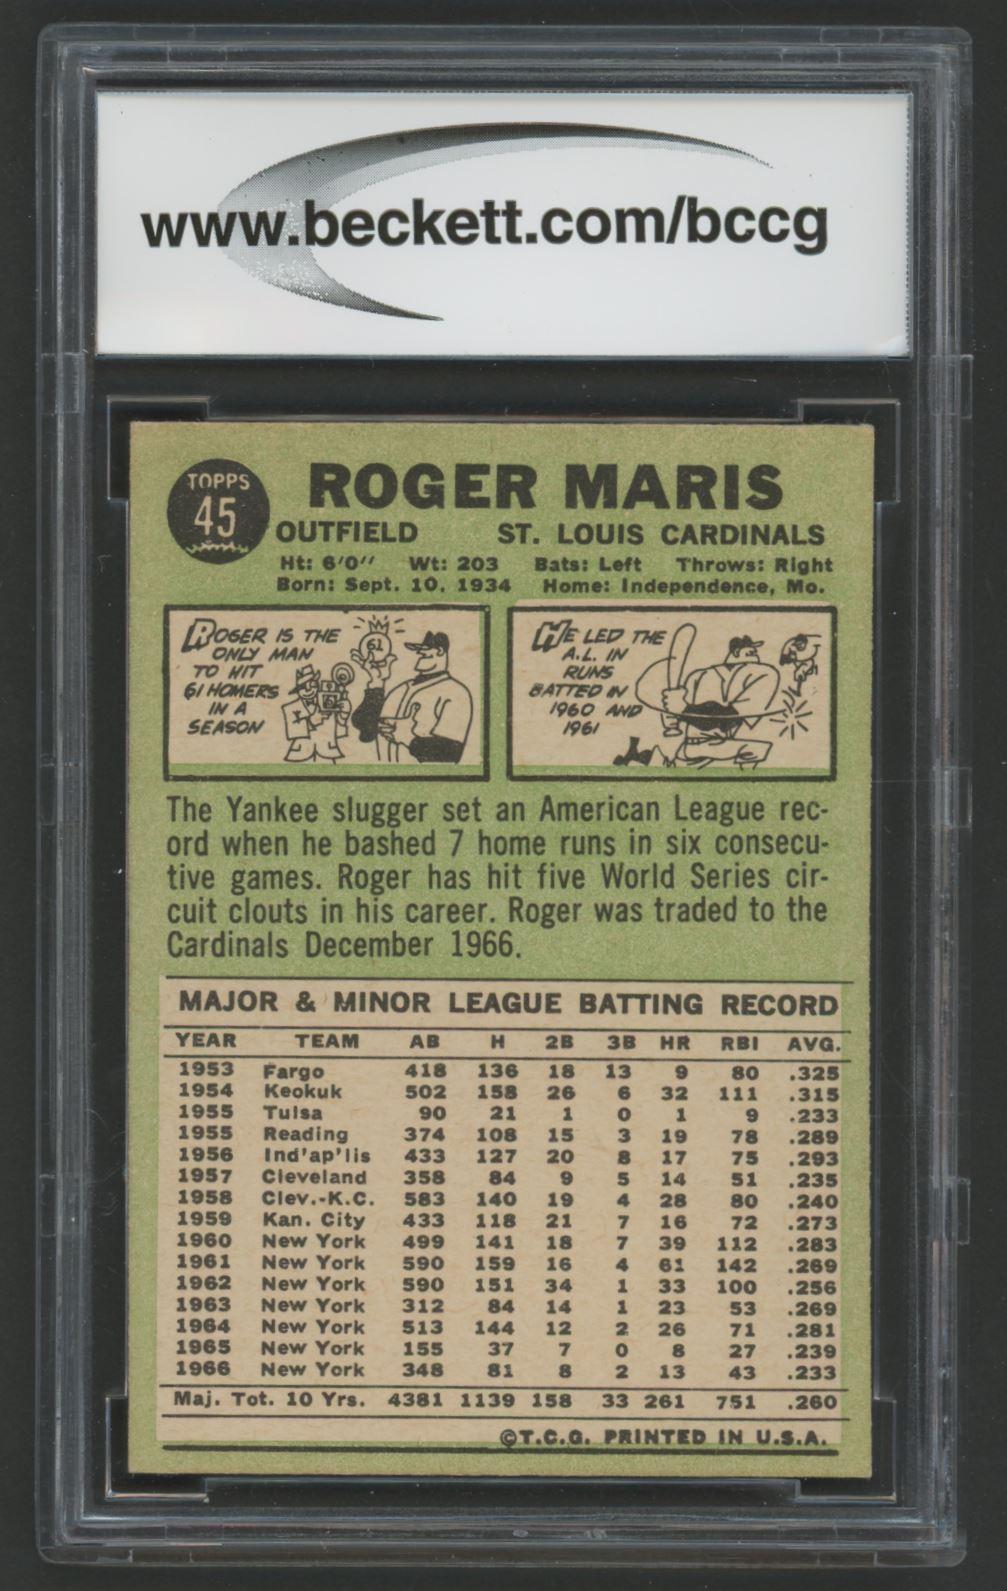 www.beckett.com/bccg
TOPPS
45
ROGER MARIS
OUTFIELD ST. LOUIS CARDINALS
Ht: 6'0" Wt: 203 Bats: Left Throws: Right
Born: Sept. 10, 1934 Home: Independence, Mo.
ROGER IS THE
ONLY MAN
TO HIT
61 HOMERS
IN A
SEASON
61
HE LED THE
A.L. IN
RUNS
BATTED IN
1960 AND
1961
The Yankee slugger set an American League rec-
ord when he bashed 7 home runs in six consecu-
tive games. Roger has hit five World Series cir-
cuit clouts in his career. Roger was traded to the
Cardinals December 1966.
MAJOR & MINOR LEAGUE BATTING RECORD
YEAR TEAM AB H 2B 3B HR RBI AVG.
1953 Fargo 418 136 18 13 9 80 .325
1954 Keokuk 502 158 26 6 32 111 .315
1955 Tulsa 90 21 1 0 1 9 .233
1955 Reading 374 108 15 3 19 78 .289
1956 Ind'ap'lis 433 127 20 8 17 75 .293
1957 Cleveland 358 84 9 5 14 51 .235
1958 Clev.-K.C. 583 140 19 4 28 80 .240
1959 Kan. City 433 118 21 7 16 72 .273
1960 New York 499 141 18 7 39 112 .283
1961 New York 590 159 16 4 61 142 .269
1962 New York 590 151 34 1 33 100 .256
1963 New York 312 84 14 1 23 53 .269
1964 New York 513 144 12 2 26 71 .281
1965 New York 155 37 7 0 8 27 .239
1966 New York 348 81 8 2 13 43 .233
Maj. Tot. 10 Yrs. 4381 1139 158 33 261 751 .260
©T.C.G. PRINTED IN U.S.A.